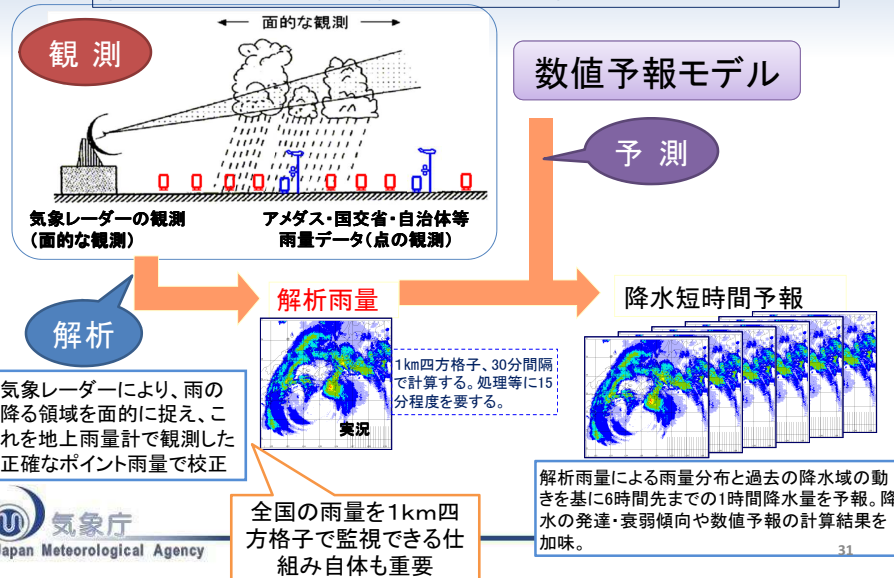 面的な観測
観 測
気象レーダーの観測
(面的な観測)
アメダス・国交省・自治体等
雨量データ(点の観測)
数値予報モデル
予 測
解析
解析雨量
実況
1km四方格子、30分間隔
で計算する。処理等に15
分程度を要する。
降水短時間予報
気象レーダーにより、雨の
降る領域を面的に捉え、こ
れを地上雨量計で観測した
正確なポイント雨量で校正
全国の雨量を1km四
方格子で監視できる仕
組み自体も重要
解析雨量による雨量分布と過去の降水域の動
きを基に6時間先までの1時間降水量を予報。降
水の発達・衰弱傾向や数値予報の計算結果を
加味。
気象庁
Japan Meteorological Agency
31